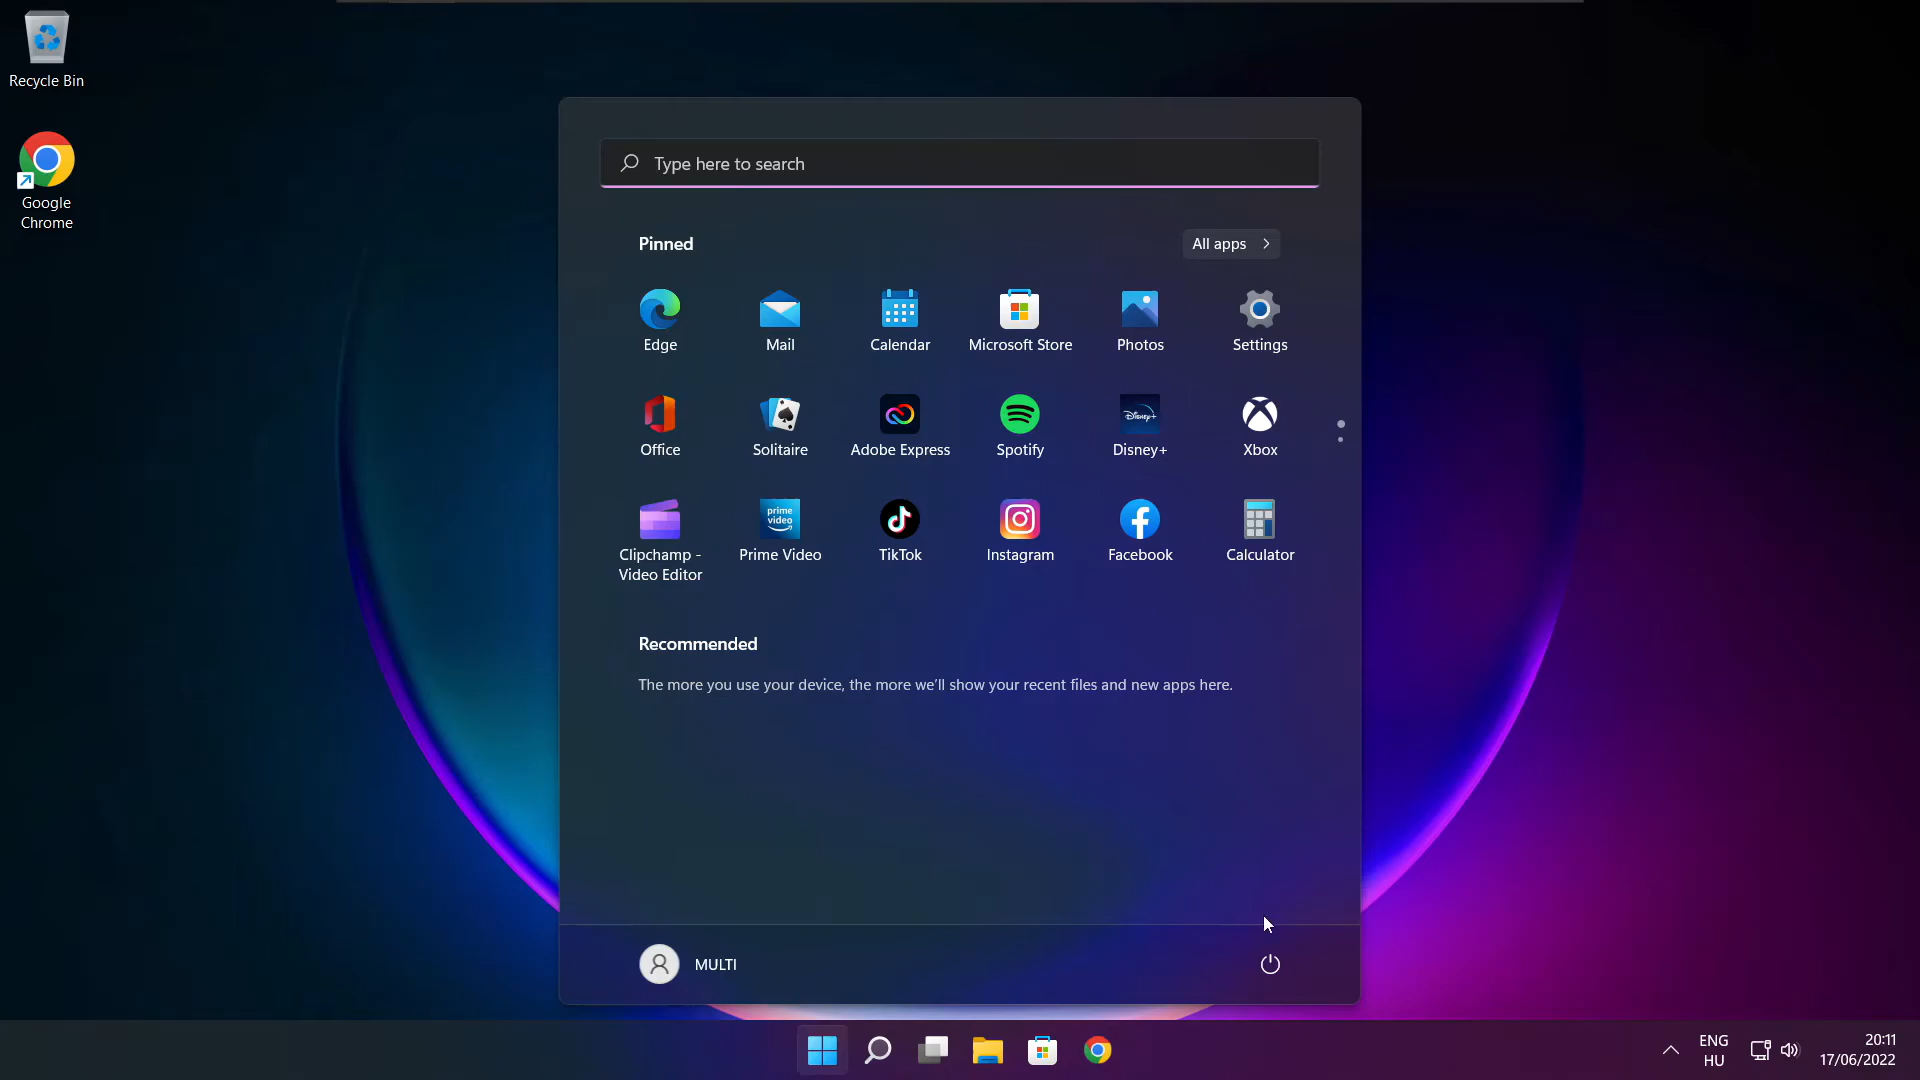 Recycle Bin
Google
Chrome
Type here to search
Pinned
All apps
Edge
Mail
Calendar
Microsoft Store
Photos
Settings
Office
Solitaire
Adobe Express
Disney+
Spotify
Disney+
Xbox
prime
video
Clipchamp -
Video Editor
Prime Video
TikTok
Instagram
Facebook
Calculator
Recommended
The more you use your device, the more we'll show your recent files and new apps here.
MULTI
ENG
HU
20:11
17/06/2022